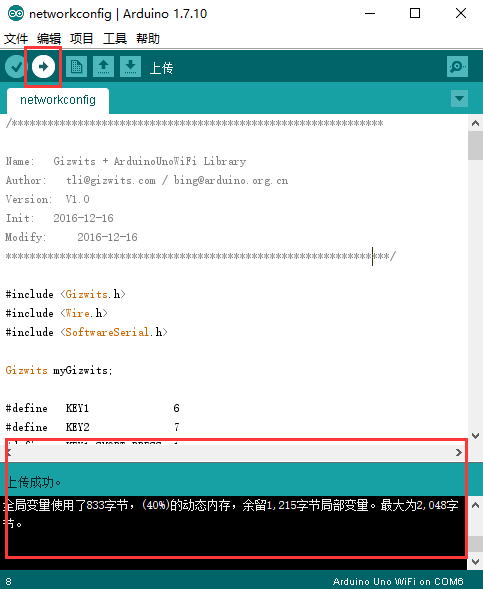 networkconfig | Arduino 1.7.10
文件 编辑 项目 工具 帮助
上传
networkconfig
/**************************************************************
Name: Gizwits + ArduinoUnoWiFi Library
Author: tli@gizwits.com / bing@arduino.org.cn
Version: V1.0
Init: 2016-12-16
Modify: 2016-12-16
****************************************************************/
#include <Gizwits.h>
#include <Wire.h>
#include <SoftwareSerial.h>
Gizwits myGizwits;
#define KEY1 6
#define KEY2 7
上传成功。
全局变量使用了833字节，(40%)的动态内存，余留1,215字节局部变量。最大为2,048字
节。
8 Arduino Uno WiFi on COM6